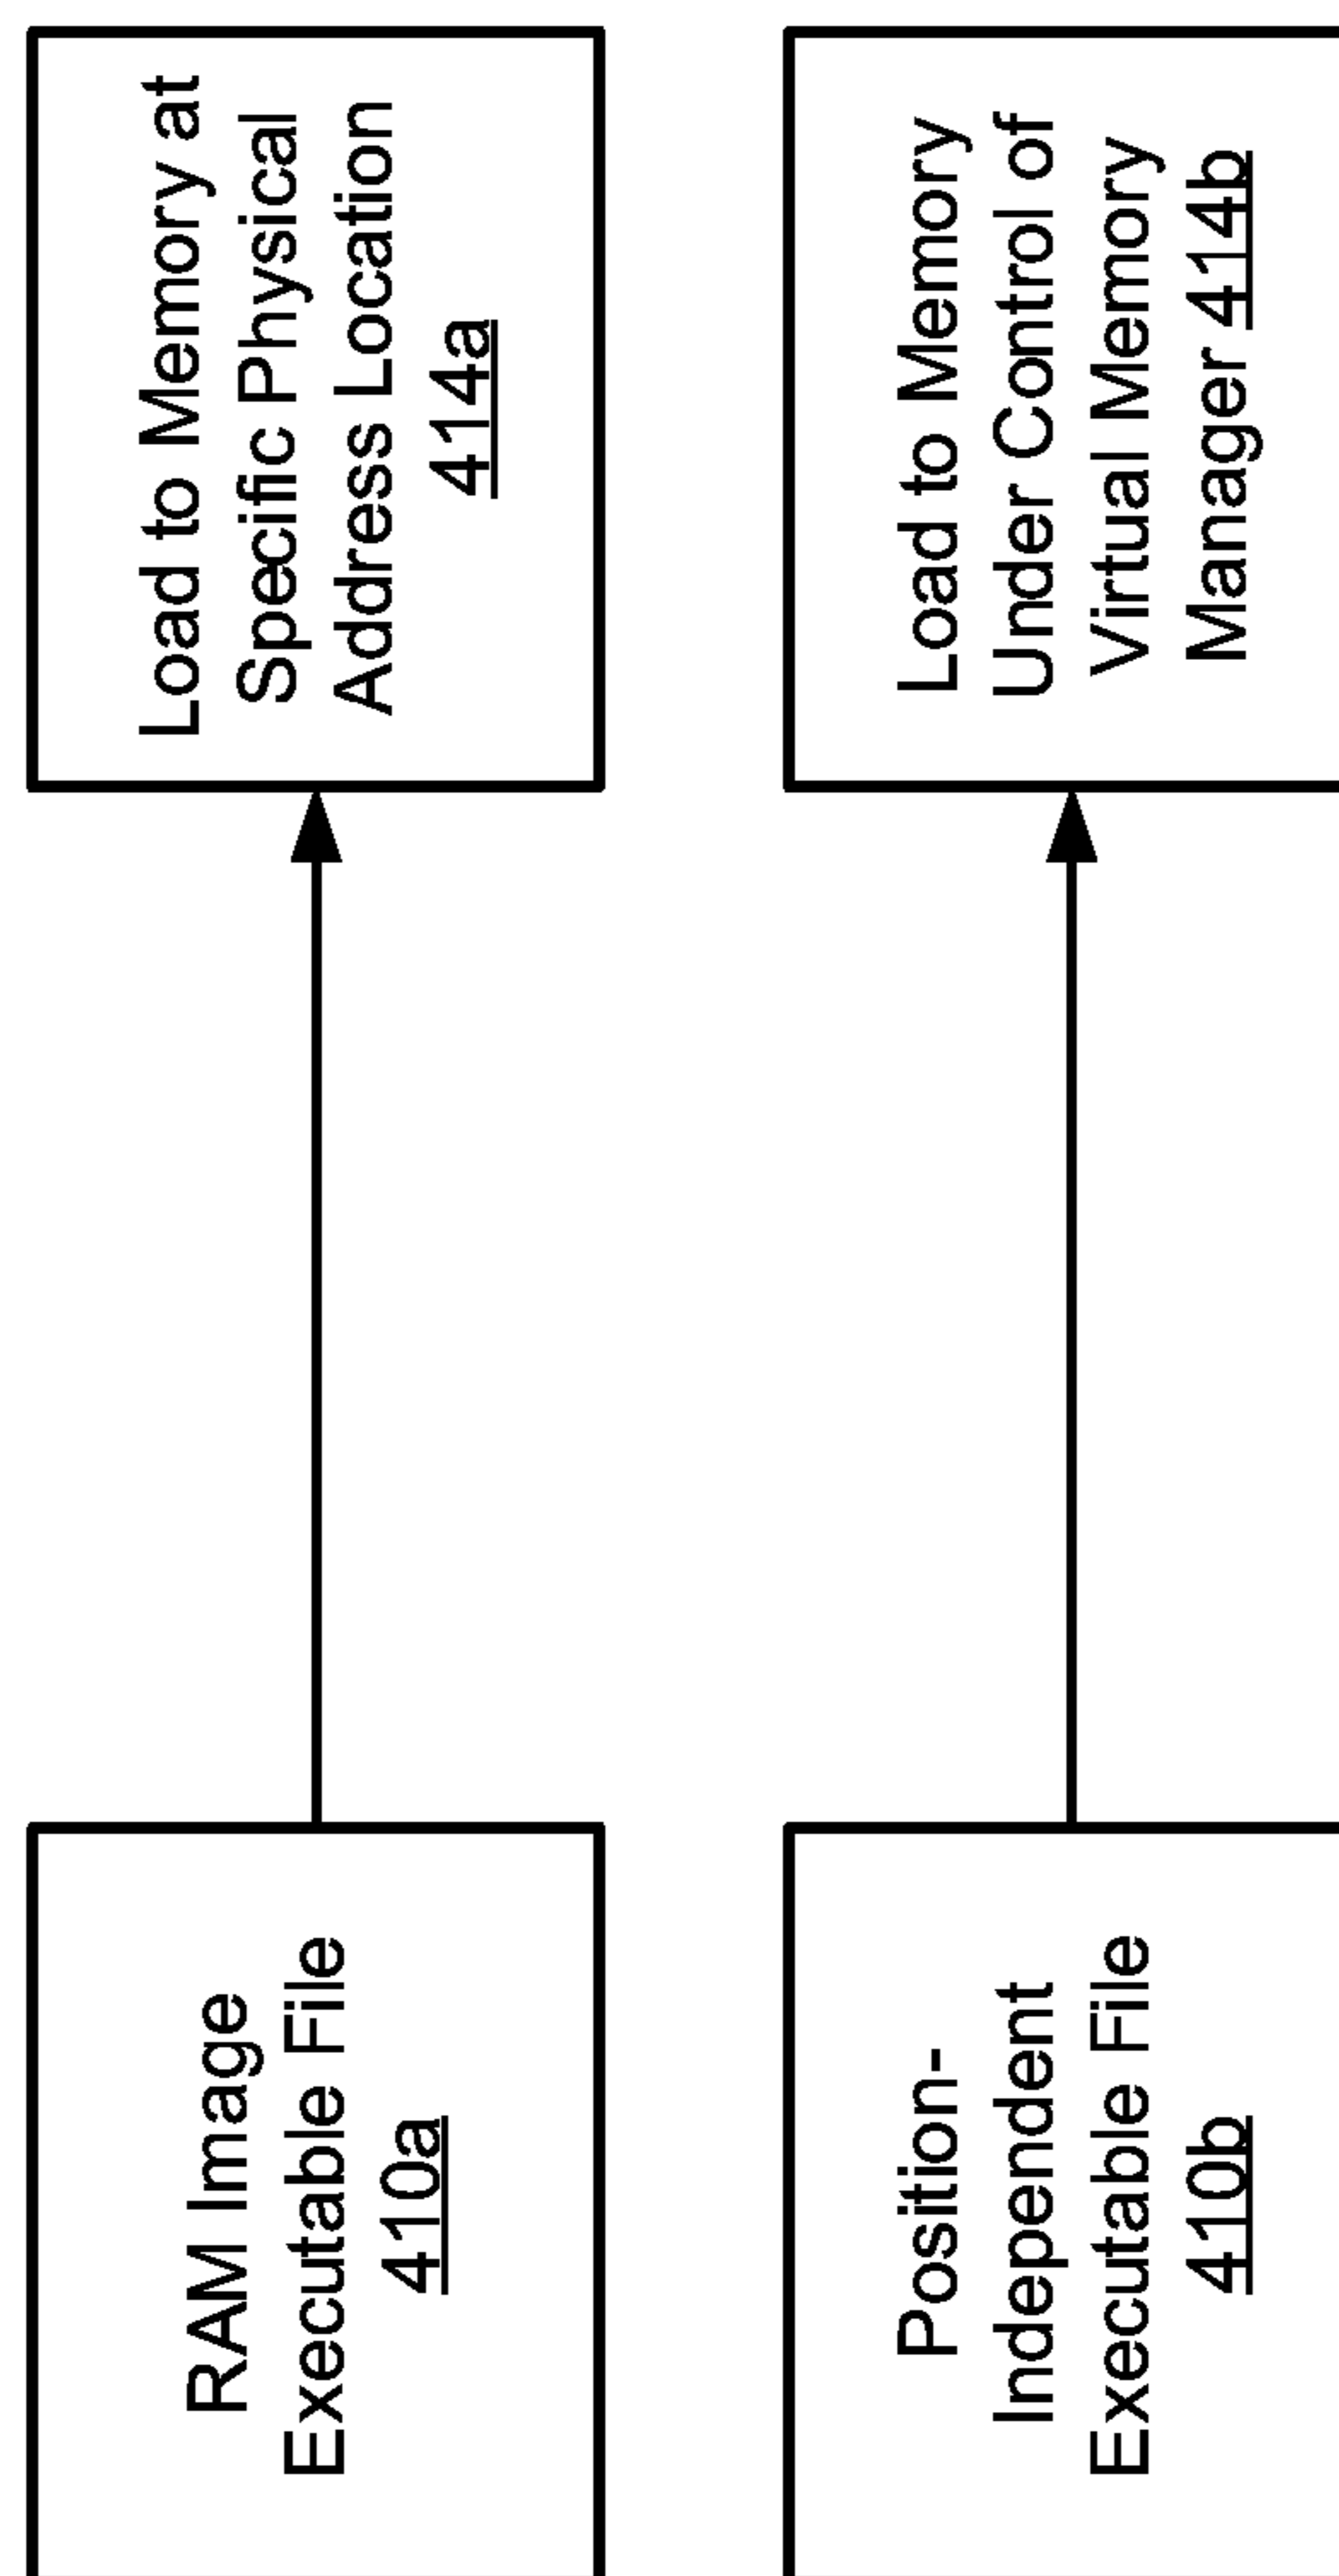 RAM Image
Executable File
410a
Load to Memory at
Specific Physical
Address Location
414a
Position-
Independent
Executable File
410b
Load to Memory
Under Control of
Virtual Memory
Manager 414b